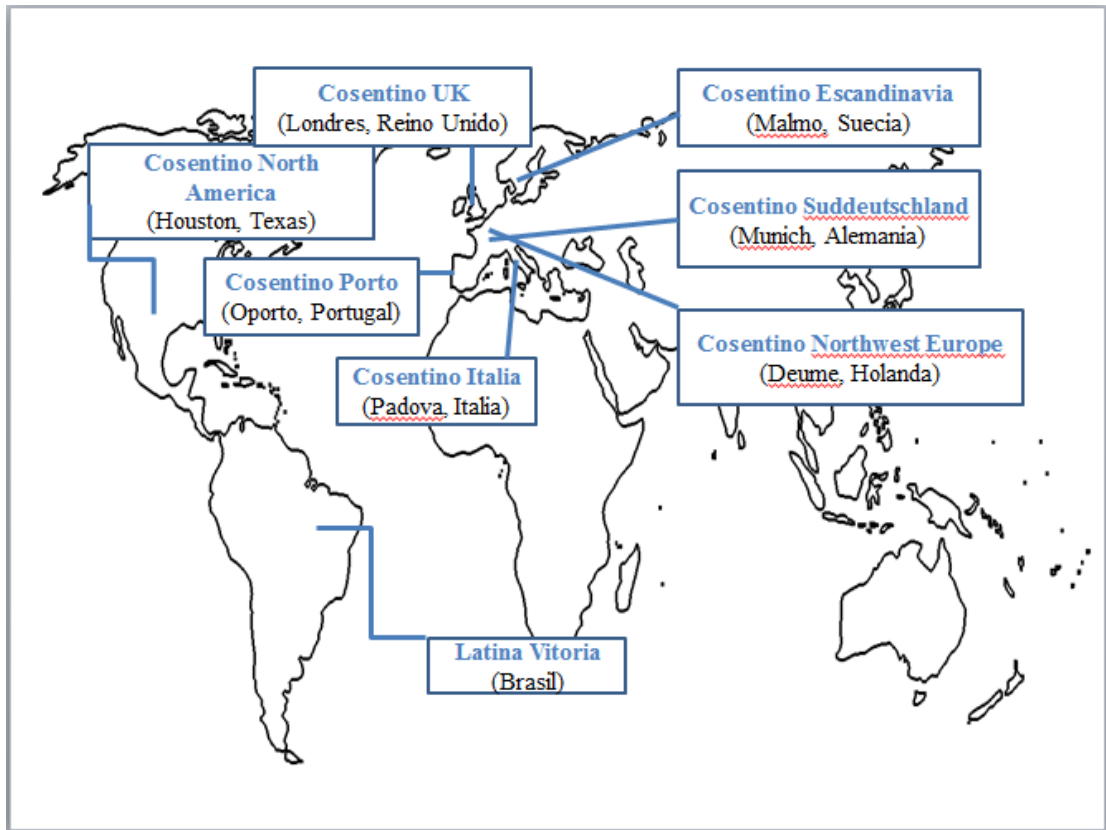 Cosentino UK
(Londres, Reino Unido)
Cosentino Escandinavia
(Malmo, Suecia)
Cosentino North
America
(Houston, Texas)
Cosentino Suddeutschland
(Munich, Alemania)
Cosentino Porto
(Oporto, Portugal)
Cosentino Northwest Europe
(Deume, Holanda)
Cosentino Italia
(Padova, Italia)
Latina Vitoria
(Brasil)